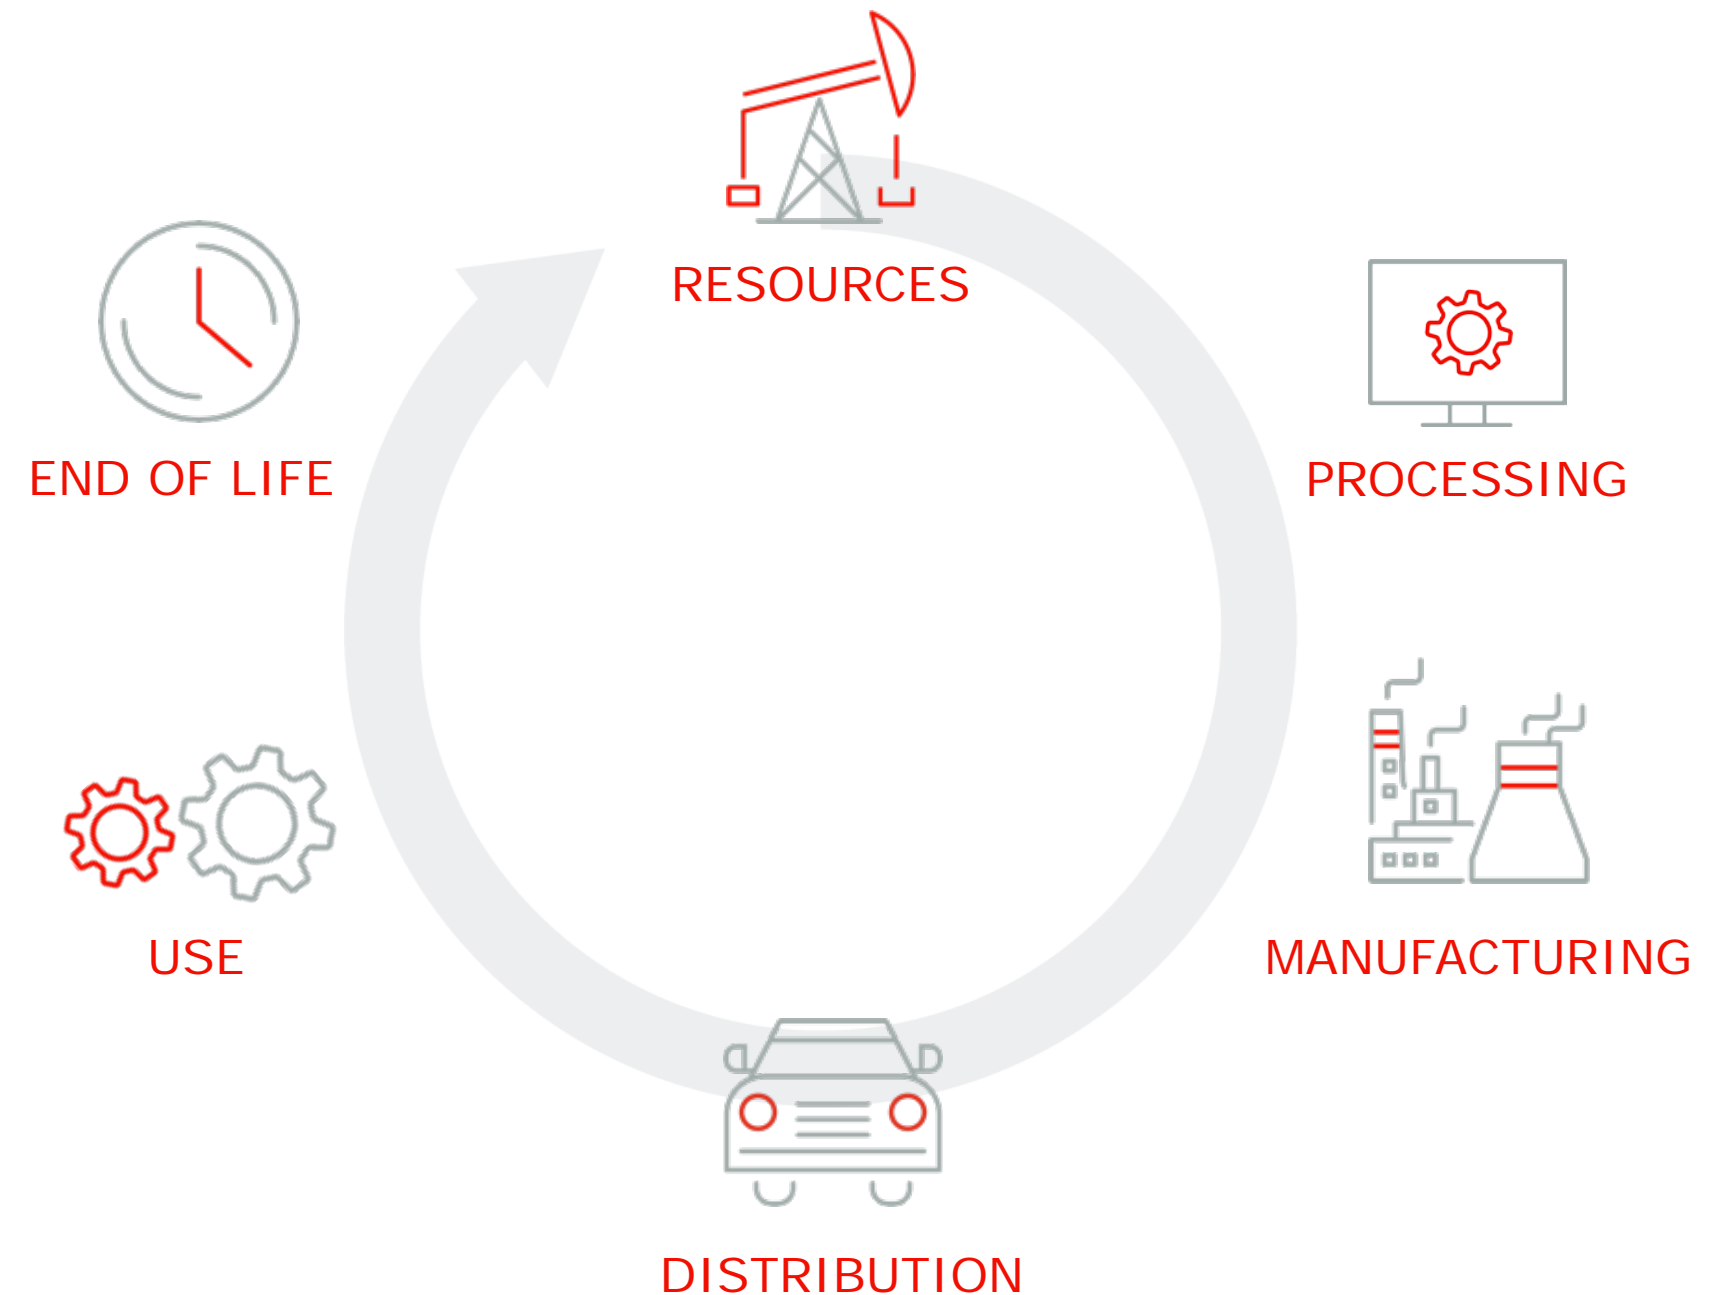 RESOURCES
PROCESSING
MANUFACTURING
DISTRIBUTION
USE
END OF LIFE